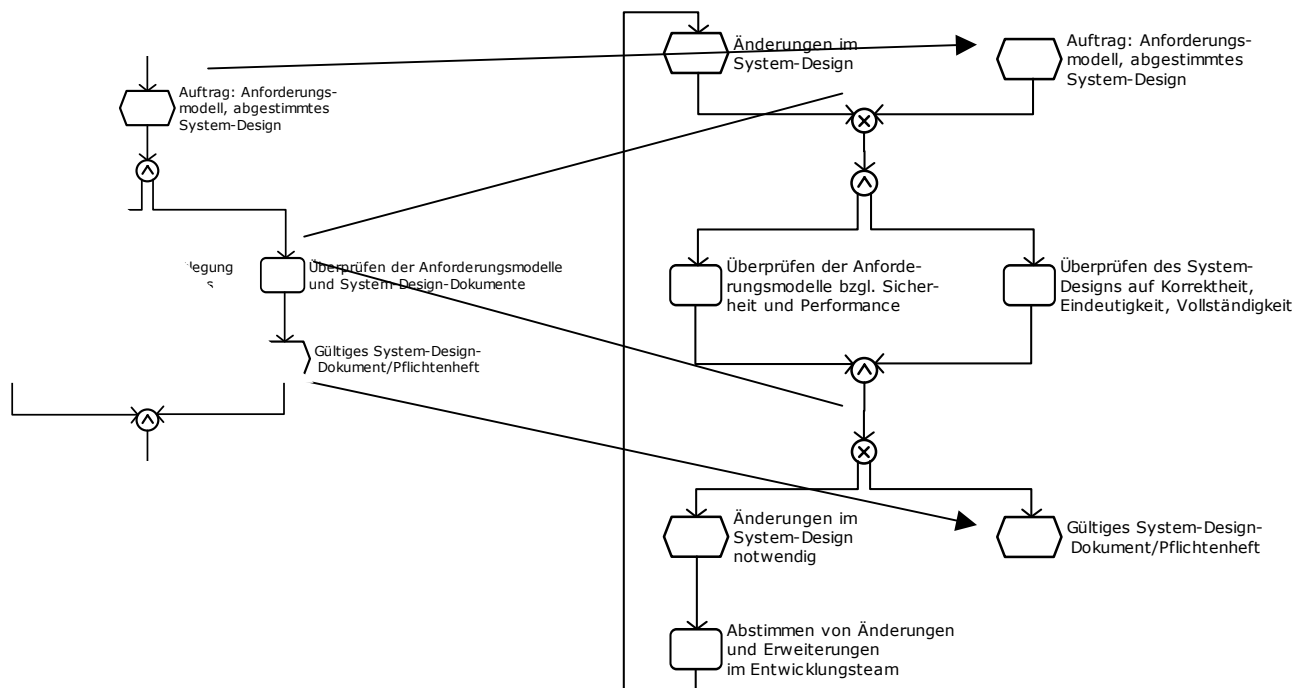 Auftrag: Anforderungs-
modell, abgestimmtes
System-Design
legung
Überprüfen der Anforderungsmodelle
und System-Design-Dokumente
Gültiges System-Design-
Dokument/Pflichtenheft
Änderungen im
System-Design
Auftrag: Anforderungs-
modell, abgestimmtes
System-Design
Überprüfen der Anforde-
rungsmodelle bzgl. Sicher-
heit und Performance
Überprüfen des System-
Designs auf Korrektheit,
Eindeutigkeit, Vollständigkeit
Änderungen im
System-Design
notwendig
Gültiges System-Design-
Dokument/Pflichtenheft
Abstimmen von Änderungen
und Erweiterungen
im Entwicklungsteam